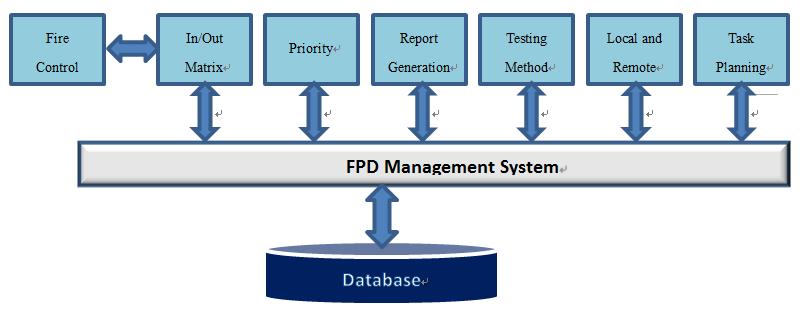 Fire
Control
In/Out
Matrix
Priority
Report
Generation
Testing
Method
Local and
Remote
Task
Planning
FPD Management System
Database